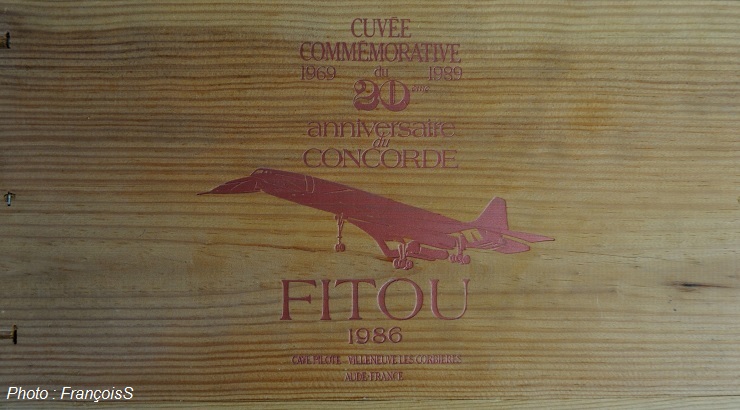 CUVÉE
COMMÉMORATIVE
1969 du 1989
20ème
anniversaire
du
CONCORDE
FITOU
1986
CAVE PILOTE - VILLENEUVE LES CORBIERES
AUDE-FRANCE
Photo : FrançoisS